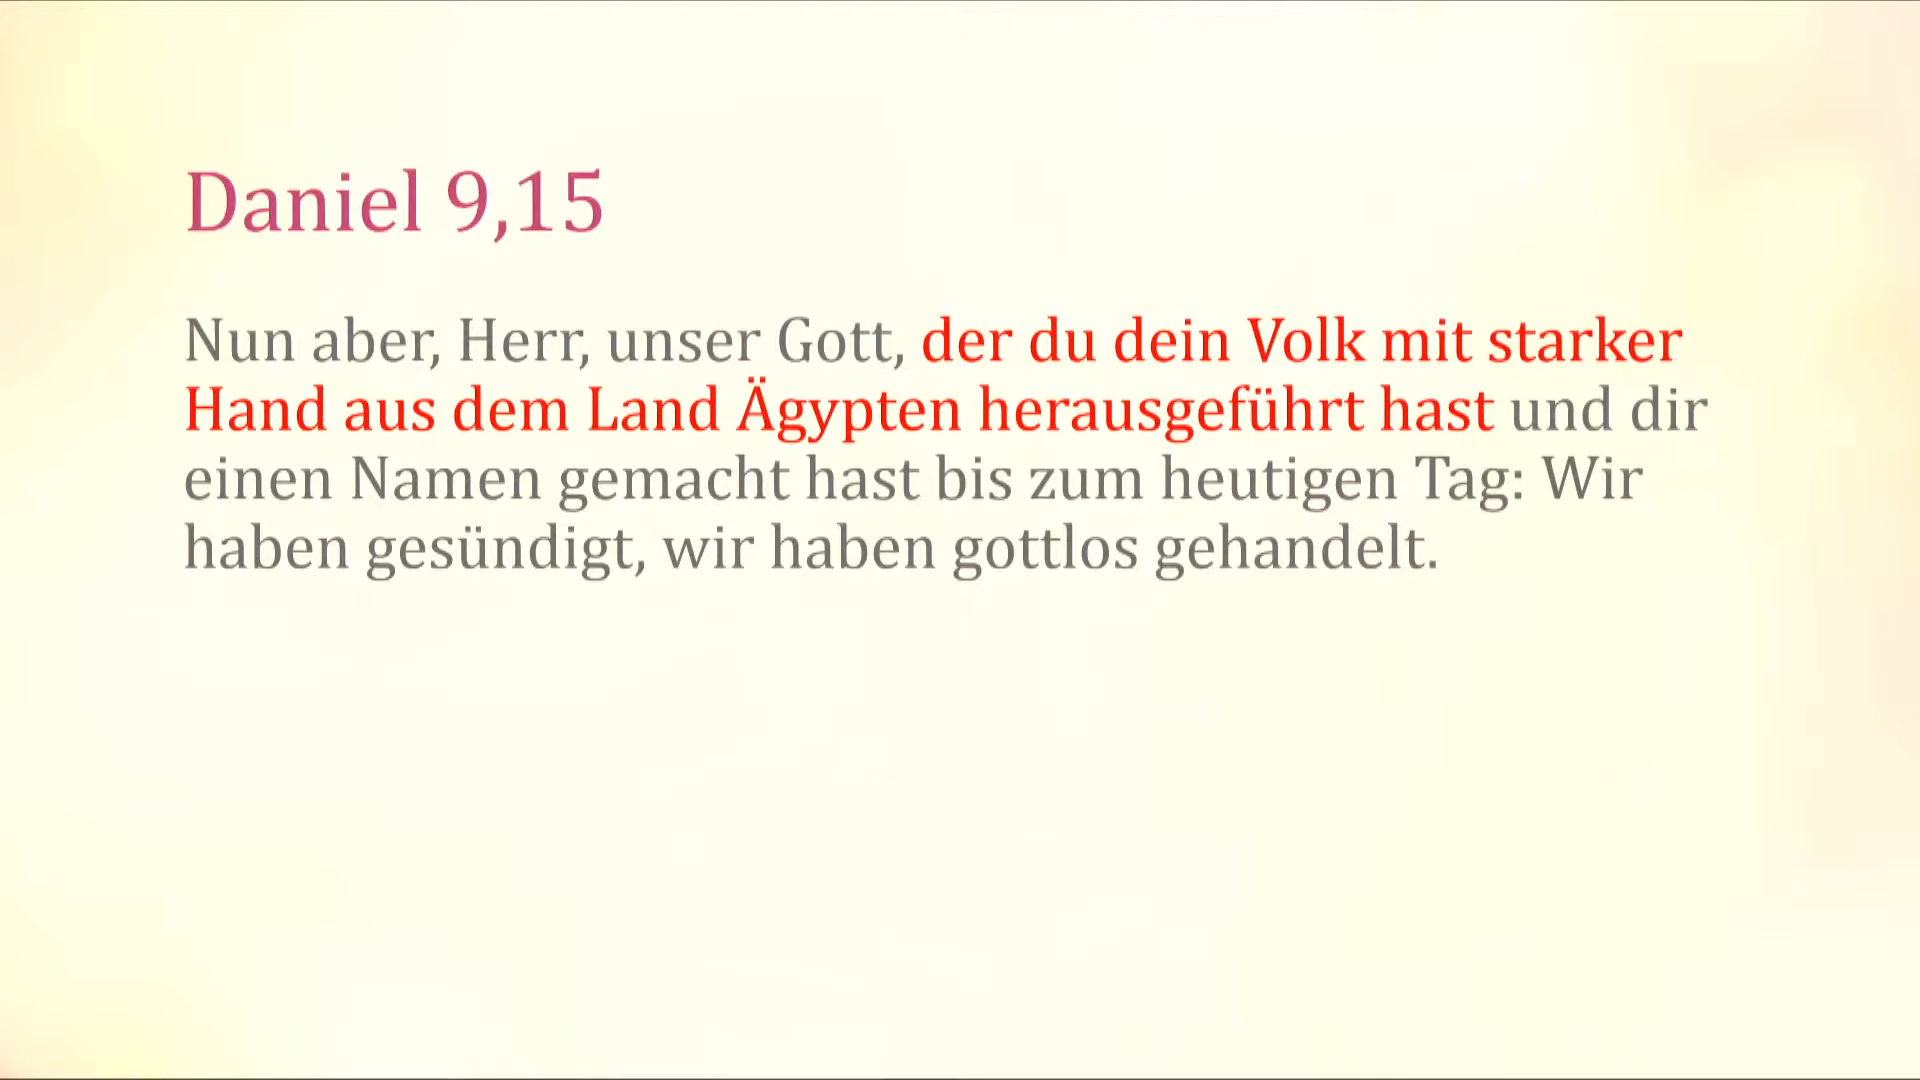 Daniel 9,15
Nun aber, Herr, unser Gott, der du dein Volk mit starker
Hand aus dem Land Ägypten herausgeführt hast und dir
einen Namen gemacht hast bis zum heutigen Tag: Wir
haben gesündigt, wir haben gottlos gehandelt.